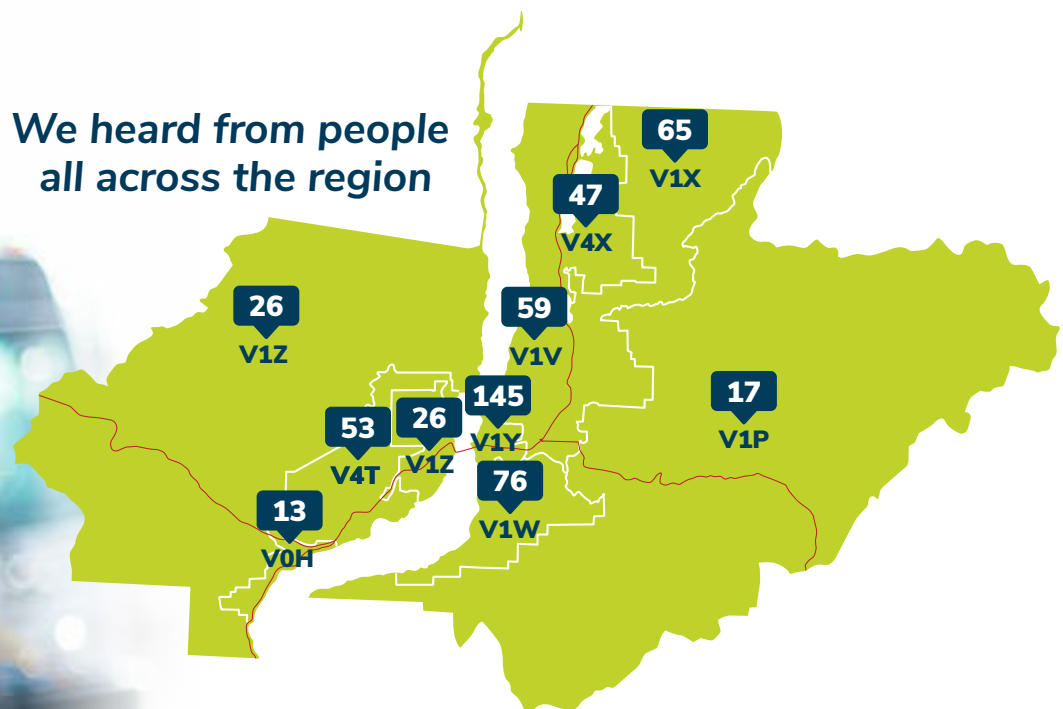 We heard from people
all across the region
65
V1X
47
V4X
26
V1Z
59
V1V
145
V1Y
17
V1P
26
V1Z
53
V4T
76
V1W
13
V0H